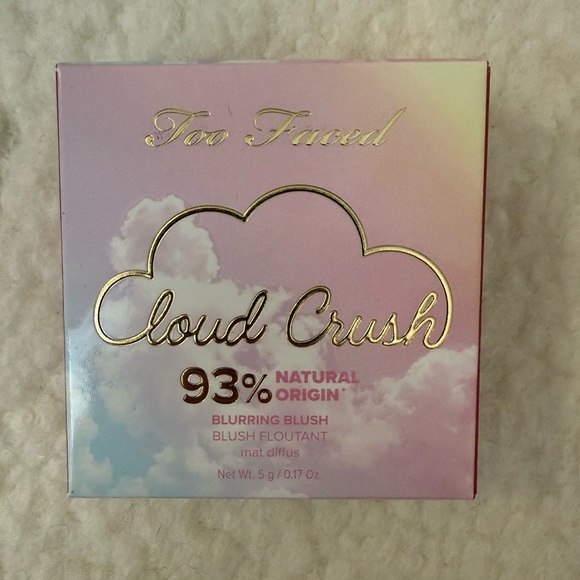 Too Faced
Cloud Crush
93% NATURAL ORIGIN*
BLURRING BLUSH
BLUSH FLOUTANT
mat diffus
Net Wt. 5 g / 0.17 Oz.